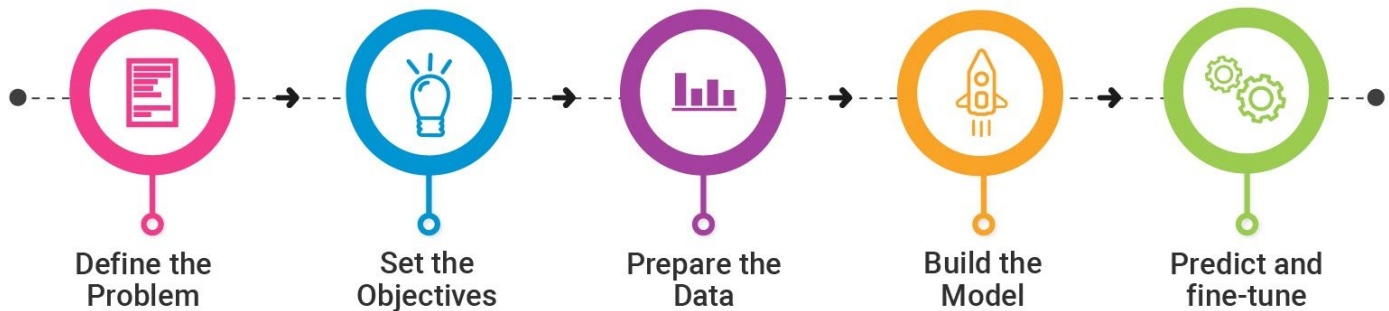 Define the
Problem
Set the
Objectives
Prepare the
Data
Build the
Model
Predict and
fine-tune